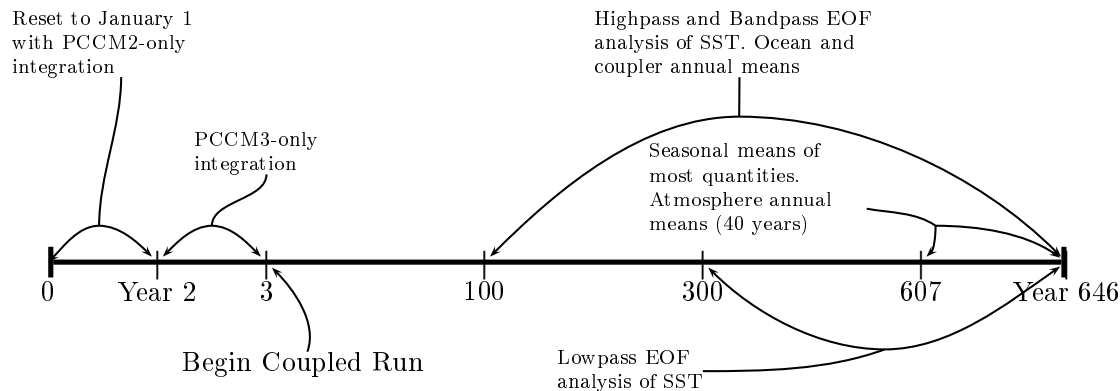 Reset to January 1
with PCCM2-only
integration
Highpass and Bandpass EOF
analysis of SST. Ocean and
coupler annual means
PCCM3-only
integration
Seasonal means of
most quantities.
Atmosphere annual
means (40 years)
0
Year 2
3
100
300
607
Year 646
Begin Coupled Run
Lowpass EOF
analysis of SST